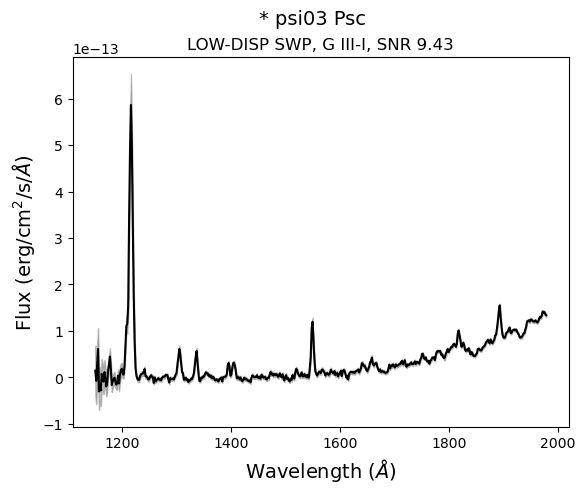 * psi03 Psc
LOW-DISP SWP, G III-I, SNR 9.43
1e−13
6
5
4
3
2
1
0
−1
Flux (erg/cm²/s/Å)
1200 1400 1600 1800 2000
Wavelength (Å)